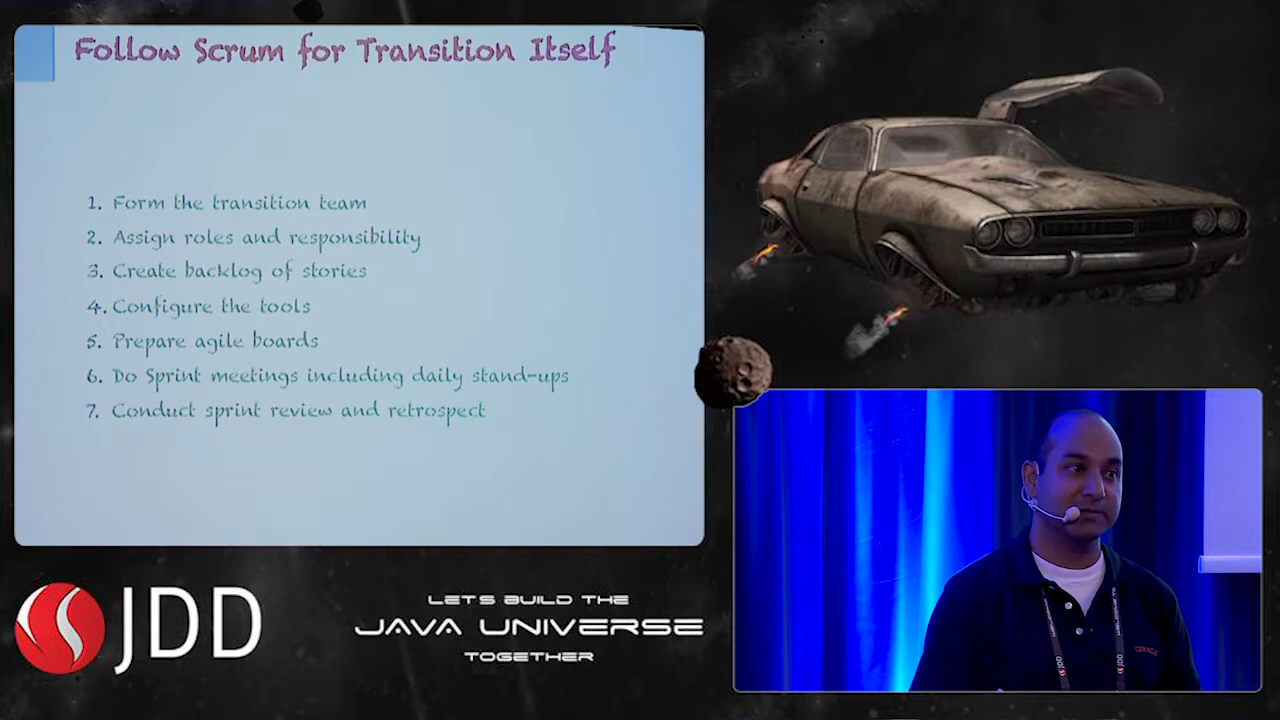 Follow Scrum for Transition Itself
1. Form the transition team
2. Assign roles and responsibility
3. Create backlog of stories
4. Configure the tools
5. Prepare agile boards
6. Do Sprint meetings including daily stand-ups
7. Conduct sprint review and retrospect
JDD
LETS BUILD THE
JAVA UNIVERSE
TOGETHER
ORACLE